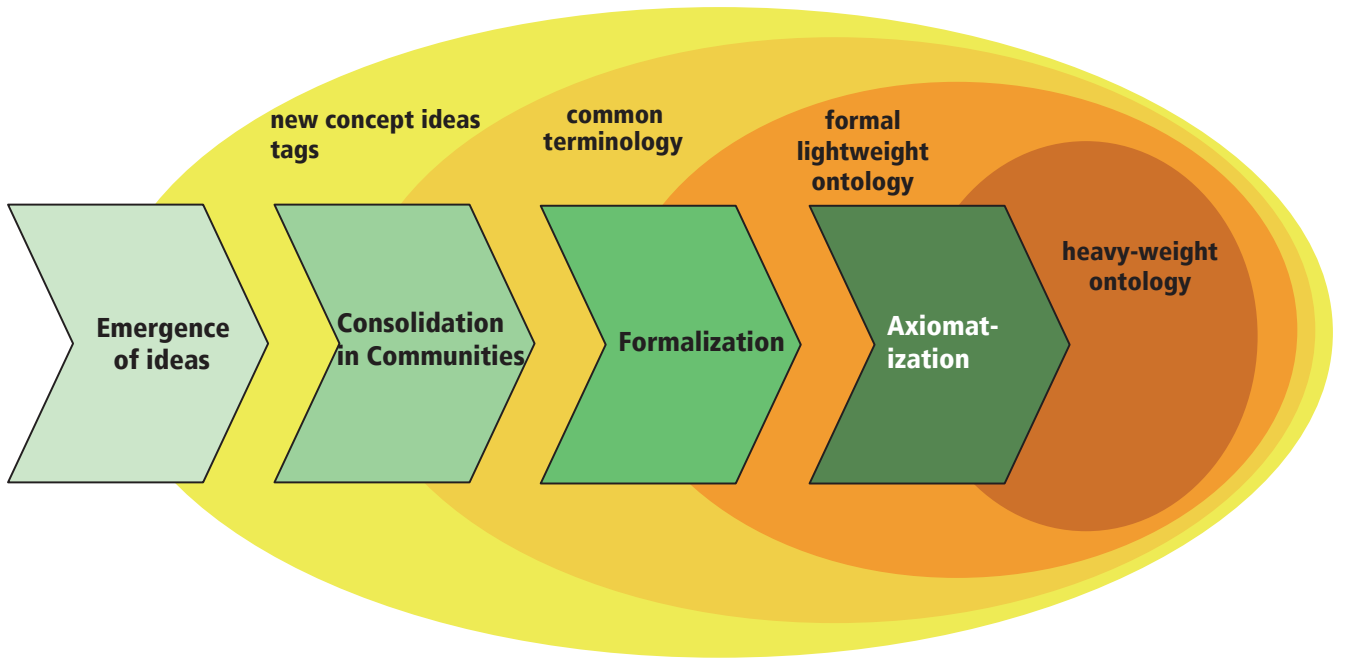 new concept ideas
tags
common
terminology
formal
lightweight
ontology
heavy-weight
ontology
Emergence
of ideas
Consolidation
in Communities
Formalization
Axiomat-
ization